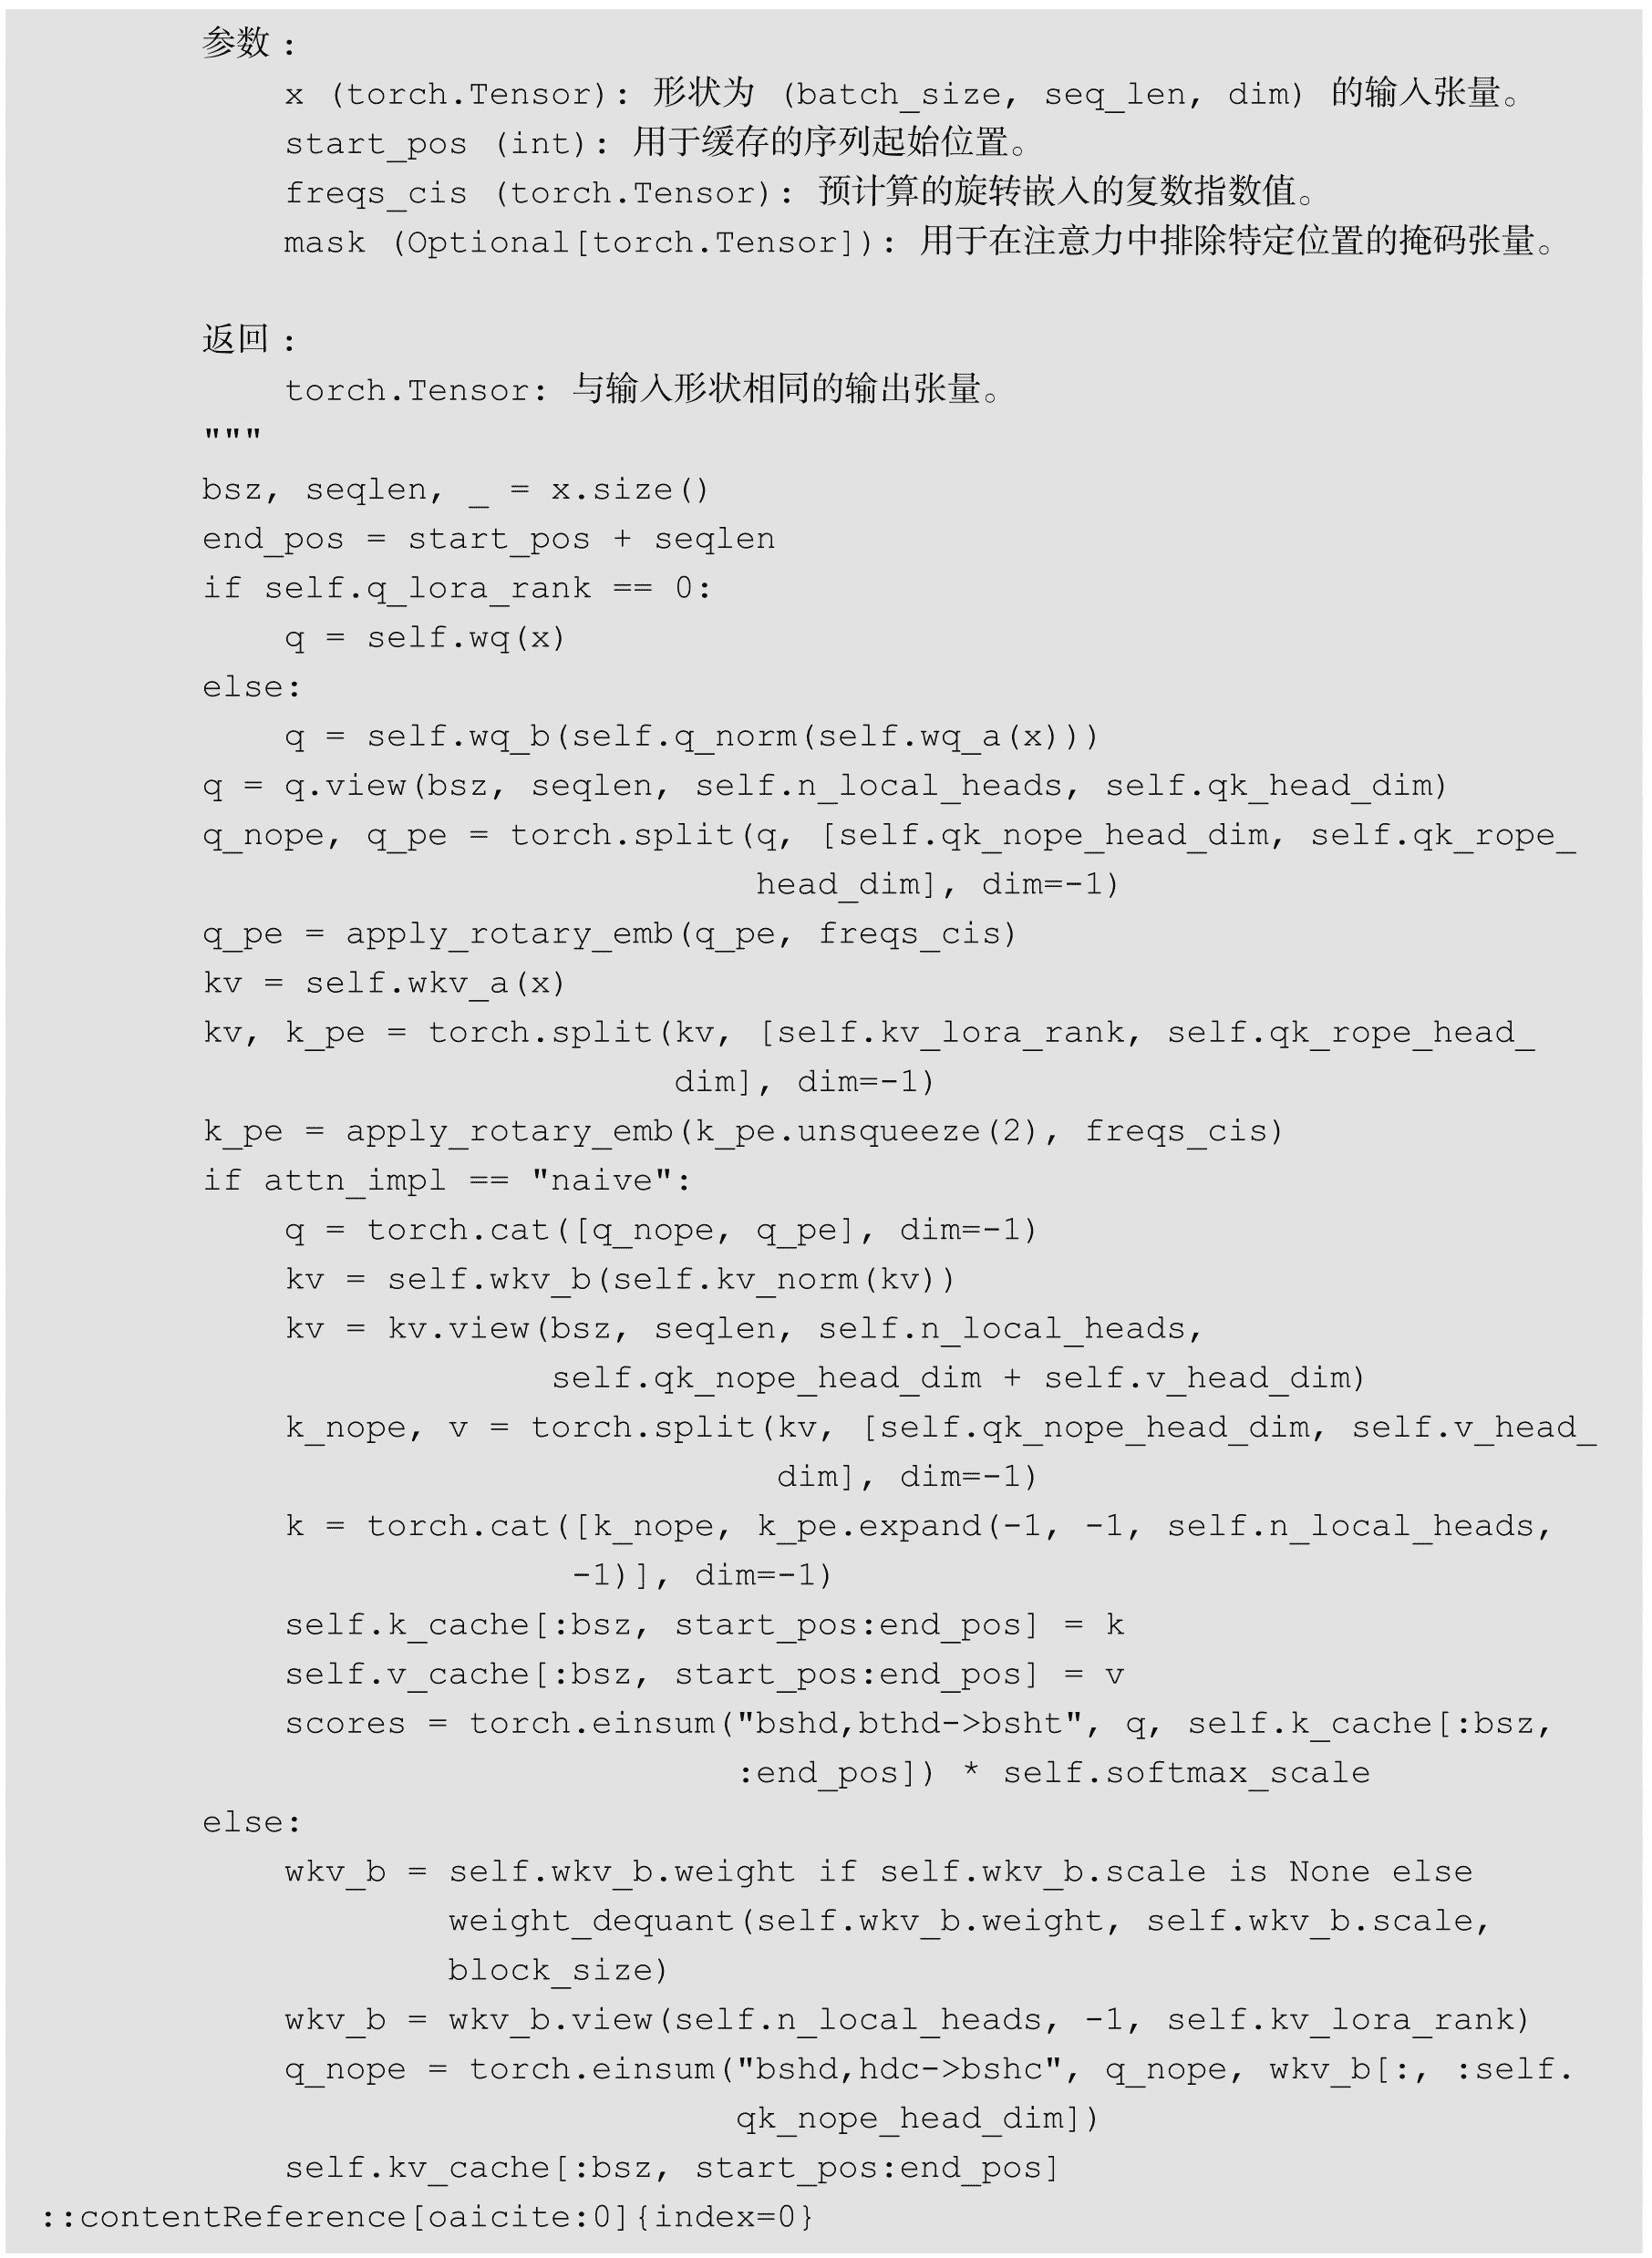 参数：
x (torch.Tensor): 形状为 (batch_size, seq_len, dim) 的输入张量。
start_pos (int): 用于缓存的序列起始位置。
freqs_cis (torch.Tensor): 预计算的旋转嵌入的复数指数值。
mask (Optional[torch.Tensor]): 用于在注意力中排除特定位置的掩码张量。
返回：
torch.Tensor: 与输入形状相同的输出张量。
"""
bsz, seqlen, _ = x.size()
end_pos = start_pos + seqlen
if self.q_lora_rank == 0:
q = self.wq(x)
else:
q = self.wq_b(self.q_norm(self.wq_a(x)))
q = q.view(bsz, seqlen, self.n_local_heads, self.qk_head_dim)
q_nope, q_pe = torch.split(q, [self.qk_nope_head_dim, self.qk_rope_
head_dim], dim=-1)
q_pe = apply_rotary_emb(q_pe, freqs_cis)
kv = self.wkv_a(x)
kv, k_pe = torch.split(kv, [self.kv_lora_rank, self.qk_rope_head_
dim], dim=-1)
k_pe = apply_rotary_emb(k_pe.unsqueeze(2), freqs_cis)
if attn_impl == "naive":
q = torch.cat([q_nope, q_pe], dim=-1)
kv = self.wkv_b(self.kv_norm(kv))
kv = kv.view(bsz, seqlen, self.n_local_heads,
self.qk_nope_head_dim + self.v_head_dim)
k_nope, v = torch.split(kv, [self.qk_nope_head_dim, self.v_head_
dim], dim=-1)
k = torch.cat([k_nope, k_pe.expand(-1, -1, self.n_local_heads,
-1)], dim=-1)
self.k_cache[:bsz, start_pos:end_pos] = k
self.v_cache[:bsz, start_pos:end_pos] = v
scores = torch.einsum("bshd,bthd->bsht", q, self.k_cache[:bsz,
:end_pos]) * self.softmax_scale
else:
wkv_b = self.wkv_b.weight if self.wkv_b.scale is None else
weight_dequant(self.wkv_b.weight, self.wkv_b.scale,
block_size)
wkv_b = wkv_b.view(self.n_local_heads, -1, self.kv_lora_rank)
q_nope = torch.einsum("bshd,hdc->bshc", q_nope, wkv_b[:, :self.
qk_nope_head_dim])
self.kv_cache[:bsz, start_pos:end_pos]
::contentReference[oaicite:0]{index=0}